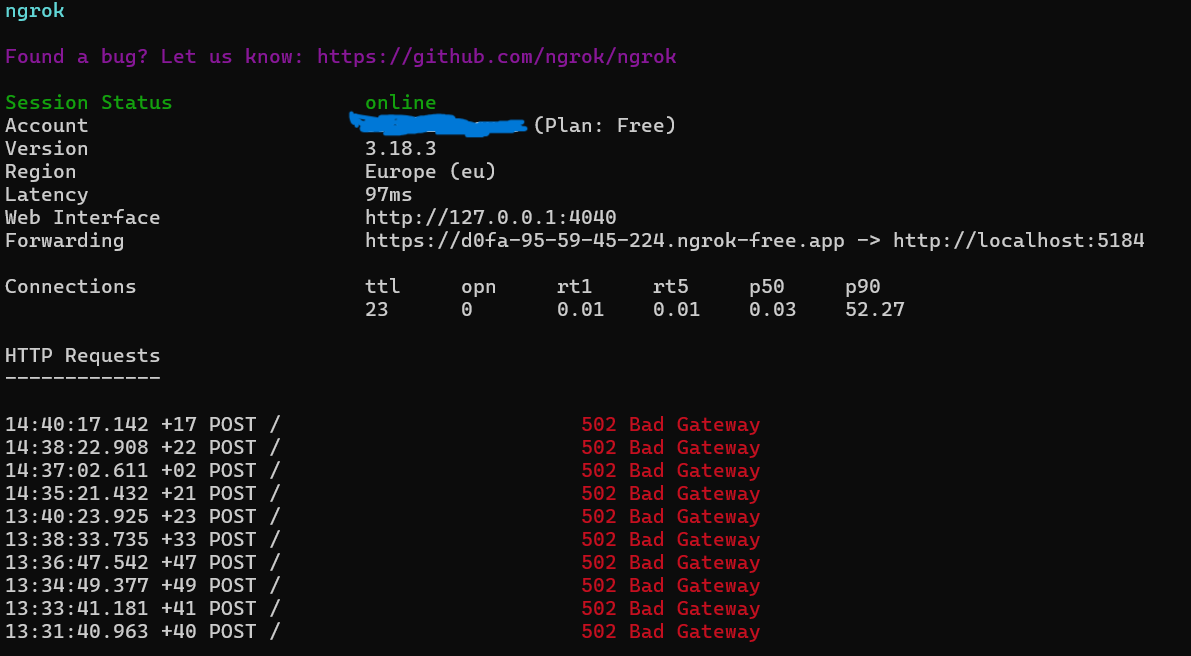 ngrok
Found a bug? Let us know: https://github.com/ngrok/ngrok
Session Status online
Account (Plan: Free)
Version 3.18.3
Region Europe (eu)
Latency 97ms
Web Interface http://127.0.0.1:4040
Forwarding https://d0fa-95-59-45-224.ngrok-free.app -> http://localhost:5184
Connections ttl opn rt1 rt5 p50 p90
23 0 0.01 0.01 0.03 52.27
HTTP Requests
-------------
14:40:17.142 +17 POST / 502 Bad Gateway
14:38:22.908 +22 POST / 502 Bad Gateway
14:37:02.611 +02 POST / 502 Bad Gateway
14:35:21.432 +21 POST / 502 Bad Gateway
13:40:23.925 +23 POST / 502 Bad Gateway
13:38:33.735 +33 POST / 502 Bad Gateway
13:36:47.542 +47 POST / 502 Bad Gateway
13:34:49.377 +49 POST / 502 Bad Gateway
13:33:41.181 +41 POST / 502 Bad Gateway
13:31:40.963 +40 POST / 502 Bad Gateway